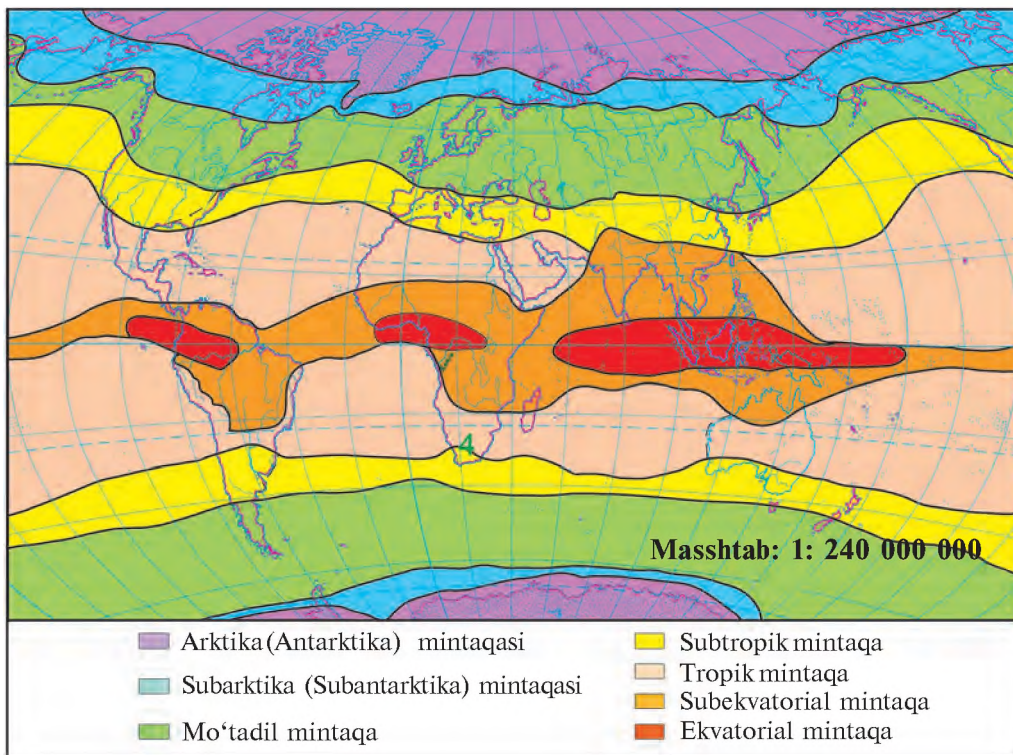 4
Masshtab: 1: 240 000 000
Arktika (Antarktika) mintaqasi
Subarktika (Subantarktika) mintaqasi
Mo‘tadil mintaqa
Subtropik mintaqa
Tropik mintaqa
Subekvatorial mintaqa
Ekvatorial mintaqa